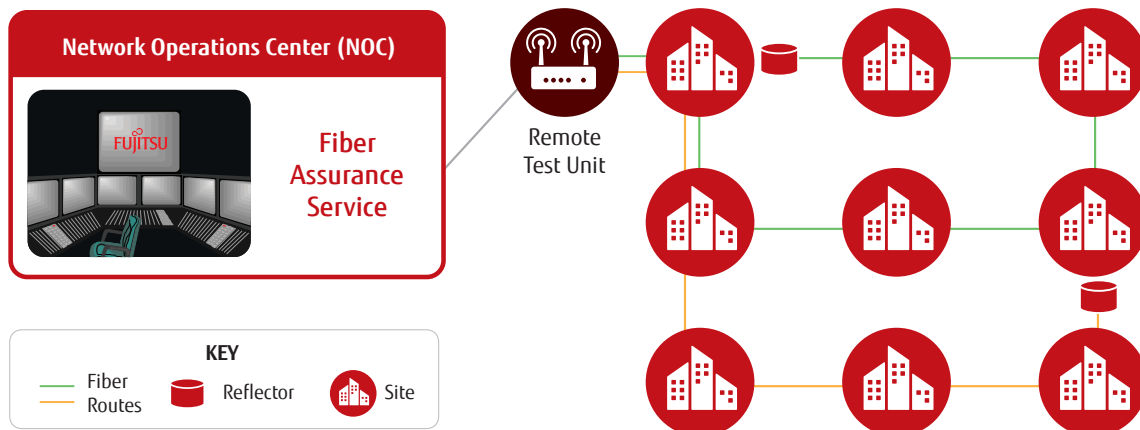 Network Operations Center (NOC)
FUJITSU
Fiber
Assurance
Service
Remote
Test Unit
KEY
Fiber
Routes
Reflector
Site